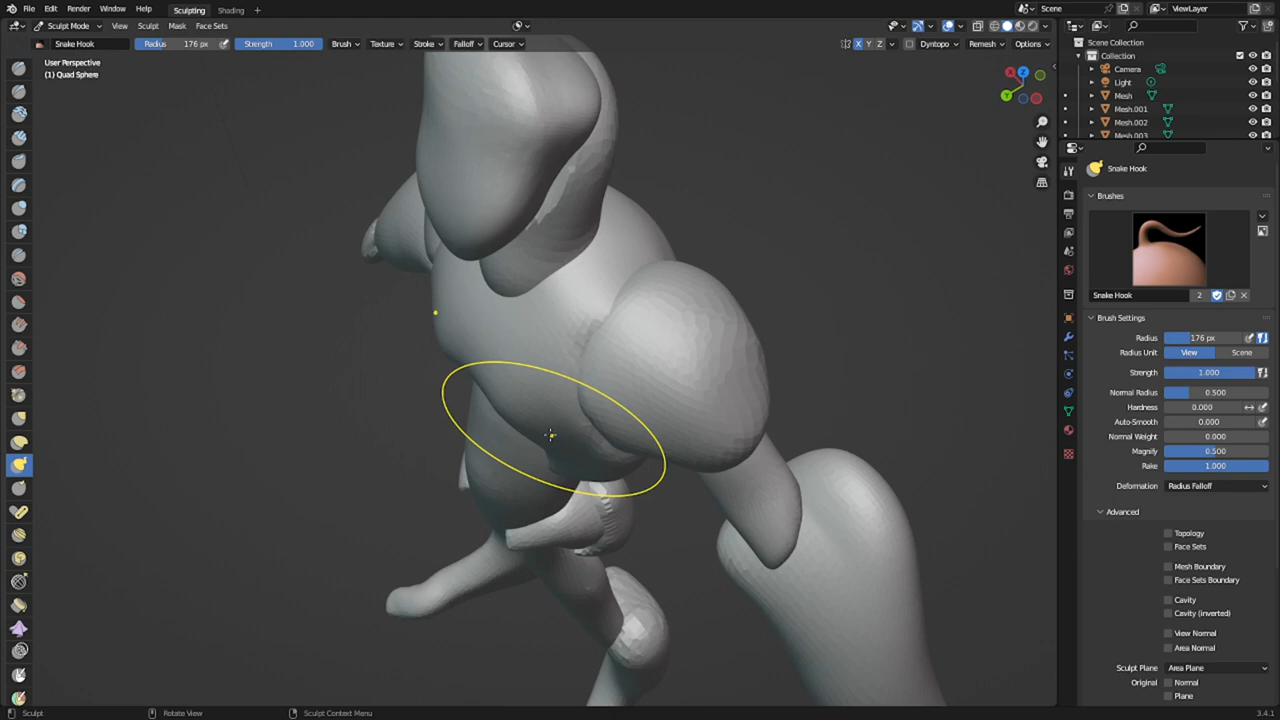 File Edit Render Window Help Sculpting Shading + Scene ViewLayer
Sculpt Mode View Sculpt Mask Face Sets
Snake Hook Radius 176 px Strength 1.000 Brush Texture Stroke Falloff Cursor X Y Z Dyntopo Remesh Options
User Perspective
(1) Quad Sphere
Scene Collection
Collection
Camera
Light
Mesh
Mesh.001
Mesh.002
Mesh.003
Snake Hook
Brushes
Snake Hook 2
Brush Settings
Radius 176 px
Radius Unit View Scene
Strength 1.000
Normal Radius 0.500
Hardness 0.000
Auto-Smooth 0.000
Normal Weight 0.000
Magnify 0.500
Rake 1.000
Deformation Radius Falloff
Advanced
Topology
Face Sets
Mesh Boundary
Face Sets Boundary
Cavity
Cavity (inverted)
View Normal
Area Normal
Sculpt Plane Area Plane
Original Normal
Plane
Sculpt Rotate View Sculpt Context Menu 3.4.1
X Z Y